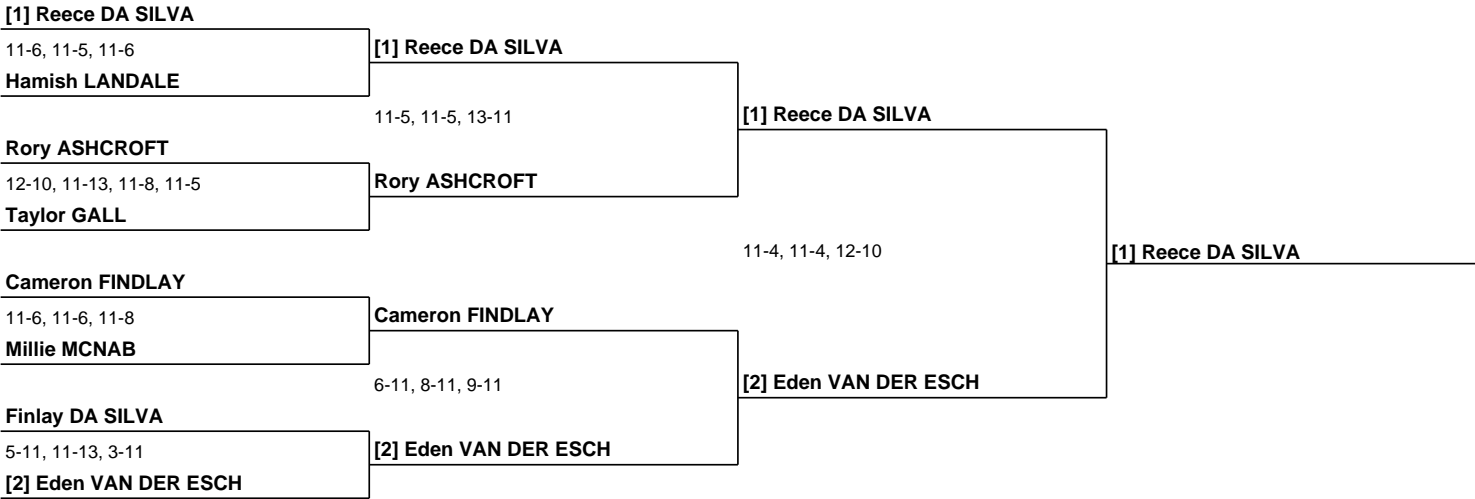 [1] Reece DA SILVA
11-6, 11-5, 11-6
Hamish LANDALE
Rory ASHCROFT
12-10, 11-13, 11-8, 11-5
Taylor GALL
Cameron FINDLAY
11-6, 11-6, 11-8
Millie MCNAB
Finlay DA SILVA
5-11, 11-13, 3-11
[2] Eden VAN DER ESCH
[1] Reece DA SILVA
11-5, 11-5, 13-11
Rory ASHCROFT
Cameron FINDLAY
6-11, 8-11, 9-11
[2] Eden VAN DER ESCH
[1] Reece DA SILVA
11-4, 11-4, 12-10
[2] Eden VAN DER ESCH
[1] Reece DA SILVA